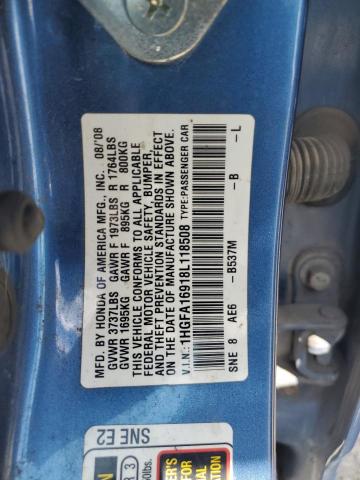 MFD. BY HONDA OF AMERICA MFG., INC. 08/'08
GVWR 3737LBS GAWR F 1973LBS R 1764LBS
GVWR 1695KG GAWR F 895KG R 800KG
THIS VEHICLE CONFORMS TO ALL APPLICABLE
FEDERAL MOTOR VEHICLE SAFETY, BUMPER,
AND THEFT PREVENTION STANDARDS IN EFFECT
ON THE DATE OF MANUFACTURE SHOWN ABOVE.
V.I.N.: 1HGFA16918L118508 TYPE:PASSENGER CAR
SNE 8 AE6 -B537M -B -L
SNE E2
R 3